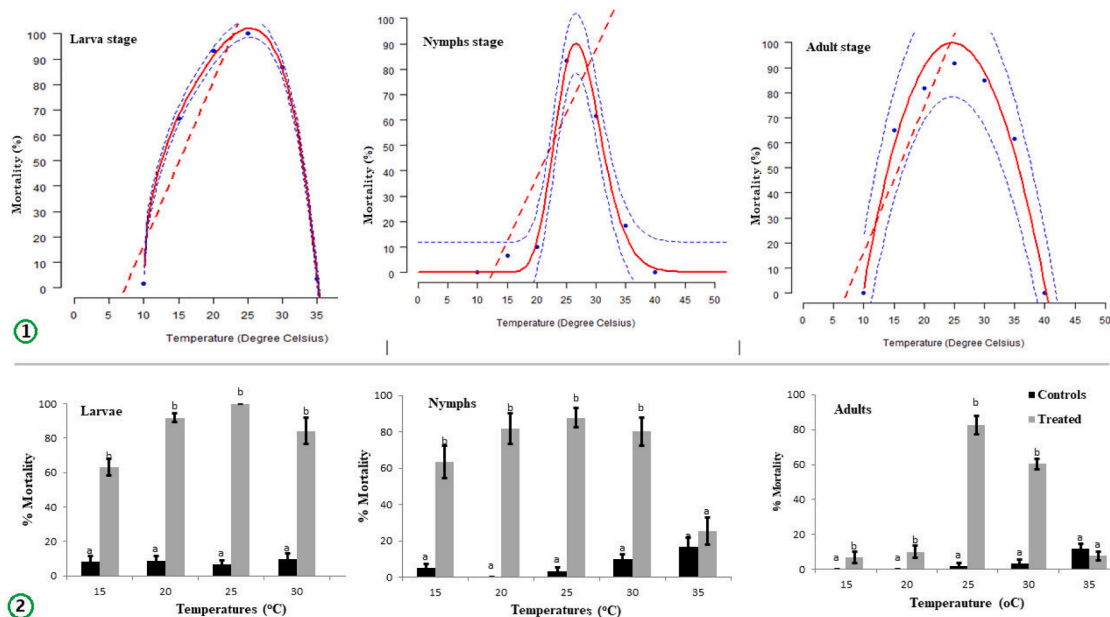 Larva stage
Mortality (%)
100
90
80
70
60
50
40
30
20
10
0
0 5 10 15 20 25 30 35
Temperature (Degree Celsius)
Nymphs stage
Mortality (%)
100
90
80
70
60
50
40
30
20
10
0
0 5 10 15 20 25 30 35 40 45 50
Temperature (Degree Celsius)
Adult stage
Mortality (%)
100
90
80
70
60
50
40
30
20
10
0
0 5 10 15 20 25 30 35 40 45 50
Temperature (Degree Celsius)
1
Larvae
% Mortality
100
80
60
40
20
0
a b a b a b a b
15 20 25 30
Temperatures (°C)
Nymphs
% Mortality
100
80
60
40
20
0
a b a b a b a b a a
15 20 25 30 35
Temperatures (°C)
Adults
Controls
Treated
% Mortality
100
80
60
40
20
0
a b a b a b a b a a
15 20 25 30 35
Temperauture (oC)
2